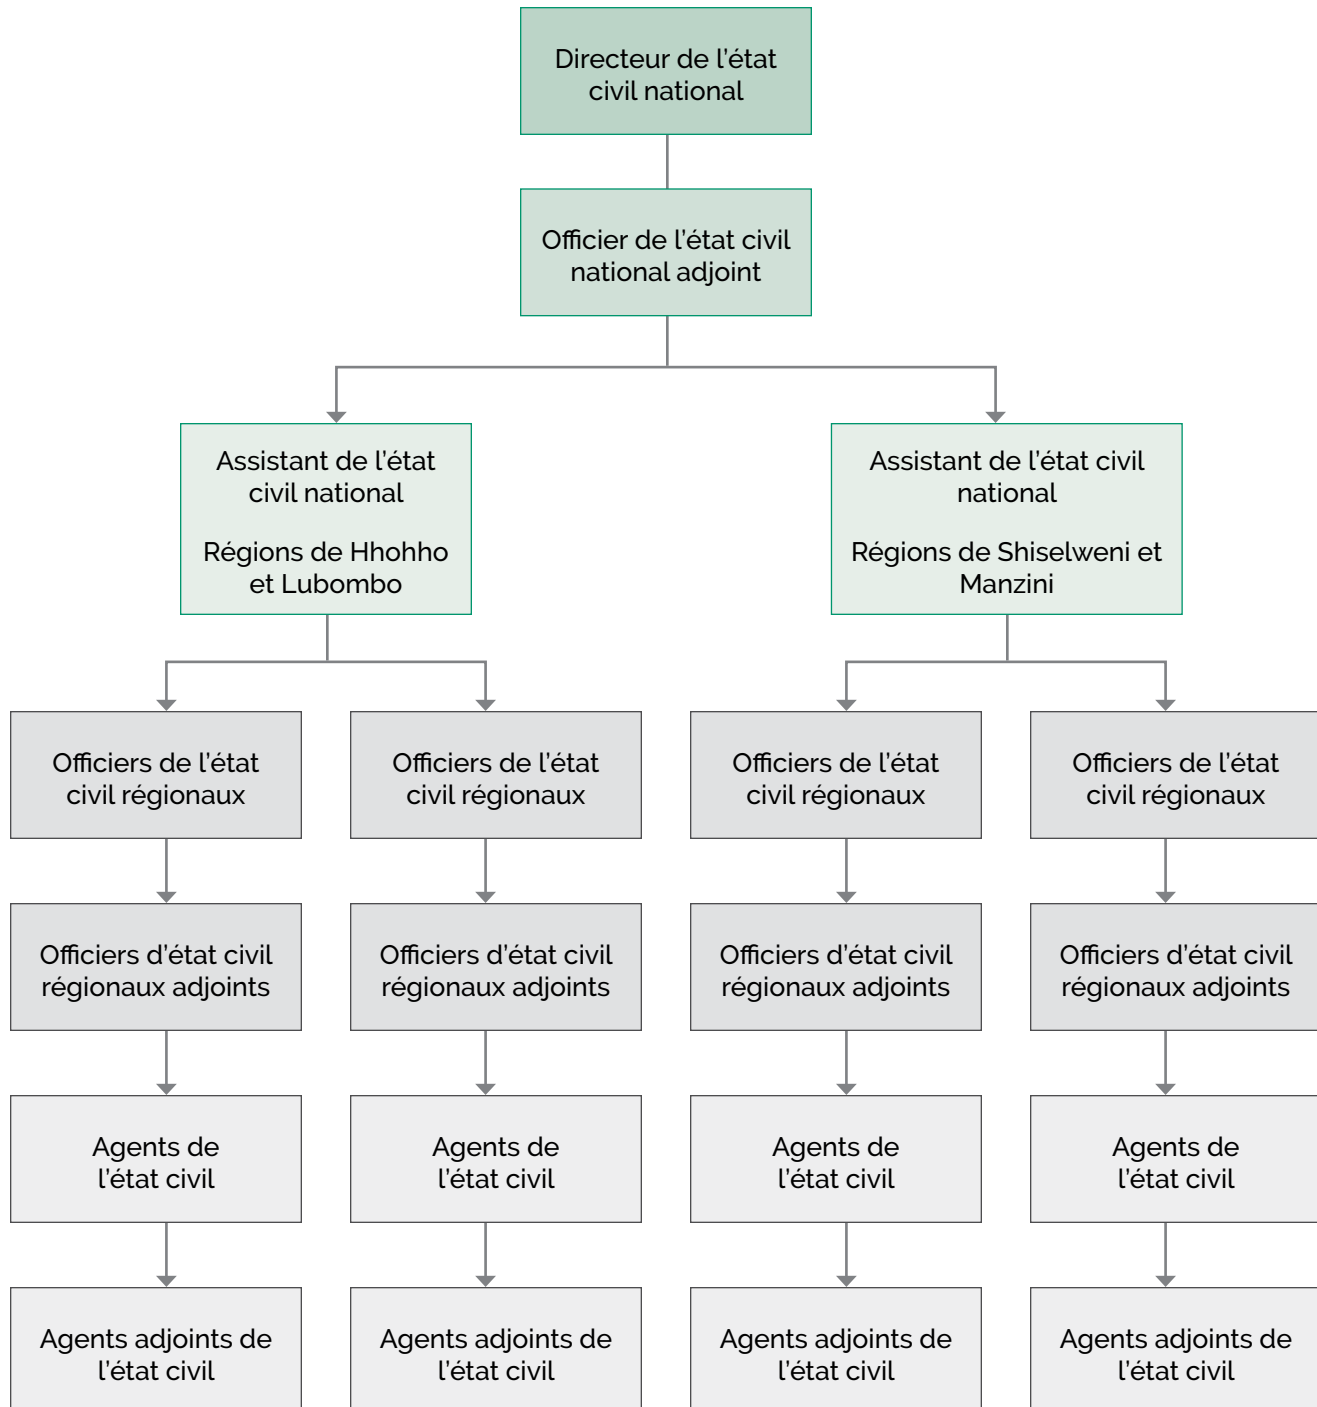 Directeur de l’état
civil national
Officier de l’état civil
national adjoint
Assistant de l’état
civil national
Régions de Hhohho
et Lubombo
Assistant de l’état civil
national
Régions de Shiselweni et
Manzini
Officiers de l’état
civil régionaux
Officiers de l’état
civil régionaux
Officiers de l’état
civil régionaux
Officiers de l’état
civil régionaux
Officiers d’état civil
régionaux adjoints
Officiers d’état civil
régionaux adjoints
Officiers d’état civil
régionaux adjoints
Officiers d’état civil
régionaux adjoints
Agents de
l’état civil
Agents de
l’état civil
Agents de
l’état civil
Agents de
l’état civil
Agents adjoints de
l’état civil
Agents adjoints de
l’état civil
Agents adjoints de
l’état civil
Agents adjoints de
l’état civil